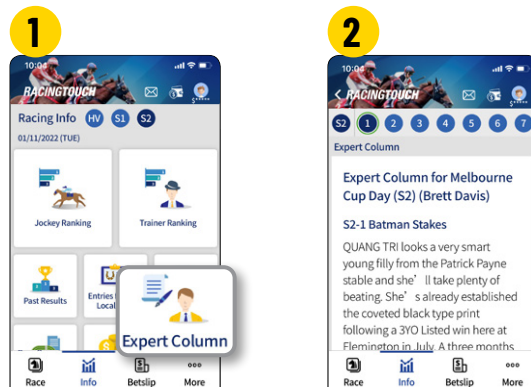 1
10:04
RACINGTOUCH
Racing Info HV S1 S2
01/11/2022 (TUE)
Jockey Ranking
Trainer Ranking
Past Results
Entries
Local
Expert Column
Race
Info
Betslip
More
2
10:04
RACINGTOUCH
S2 1 2 3 4 5 6 7
Expert Column
Expert Column for Melbourne
Cup Day (S2) (Brett Davis)
S2-1 Batman Stakes
QUANG TRI looks a very smart
young filly from the Patrick Payne
stable and she’ll take plenty of
beating. She’s already established
the coveted black type print
following a 3YO Listed win here at
Flemington in July. A three months
Race
Info
Betslip
More